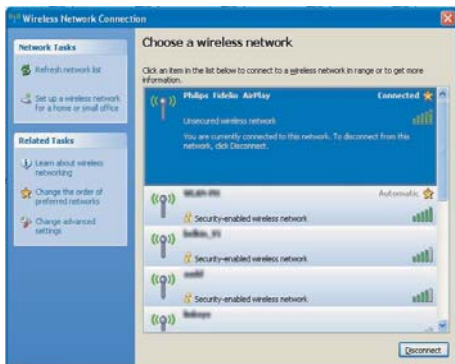 Wireless Network Connection
Network Tasks
Refresh network list
Set up a wireless network
for a home or small office
Related Tasks
Learn about wireless
networking
Change the order of
preferred networks
Change advanced
settings
Choose a wireless network
Click an item in the list below to connect to a wireless network in range or to get more
information.
Philips Fidelio AirPlay
Connected
Unsecured wireless network
You are currently connected to this network. To disconnect from this
network, click Disconnect.
Automatic
Security-enabled wireless network
Security-enabled wireless network
Security-enabled wireless network
Disconnect